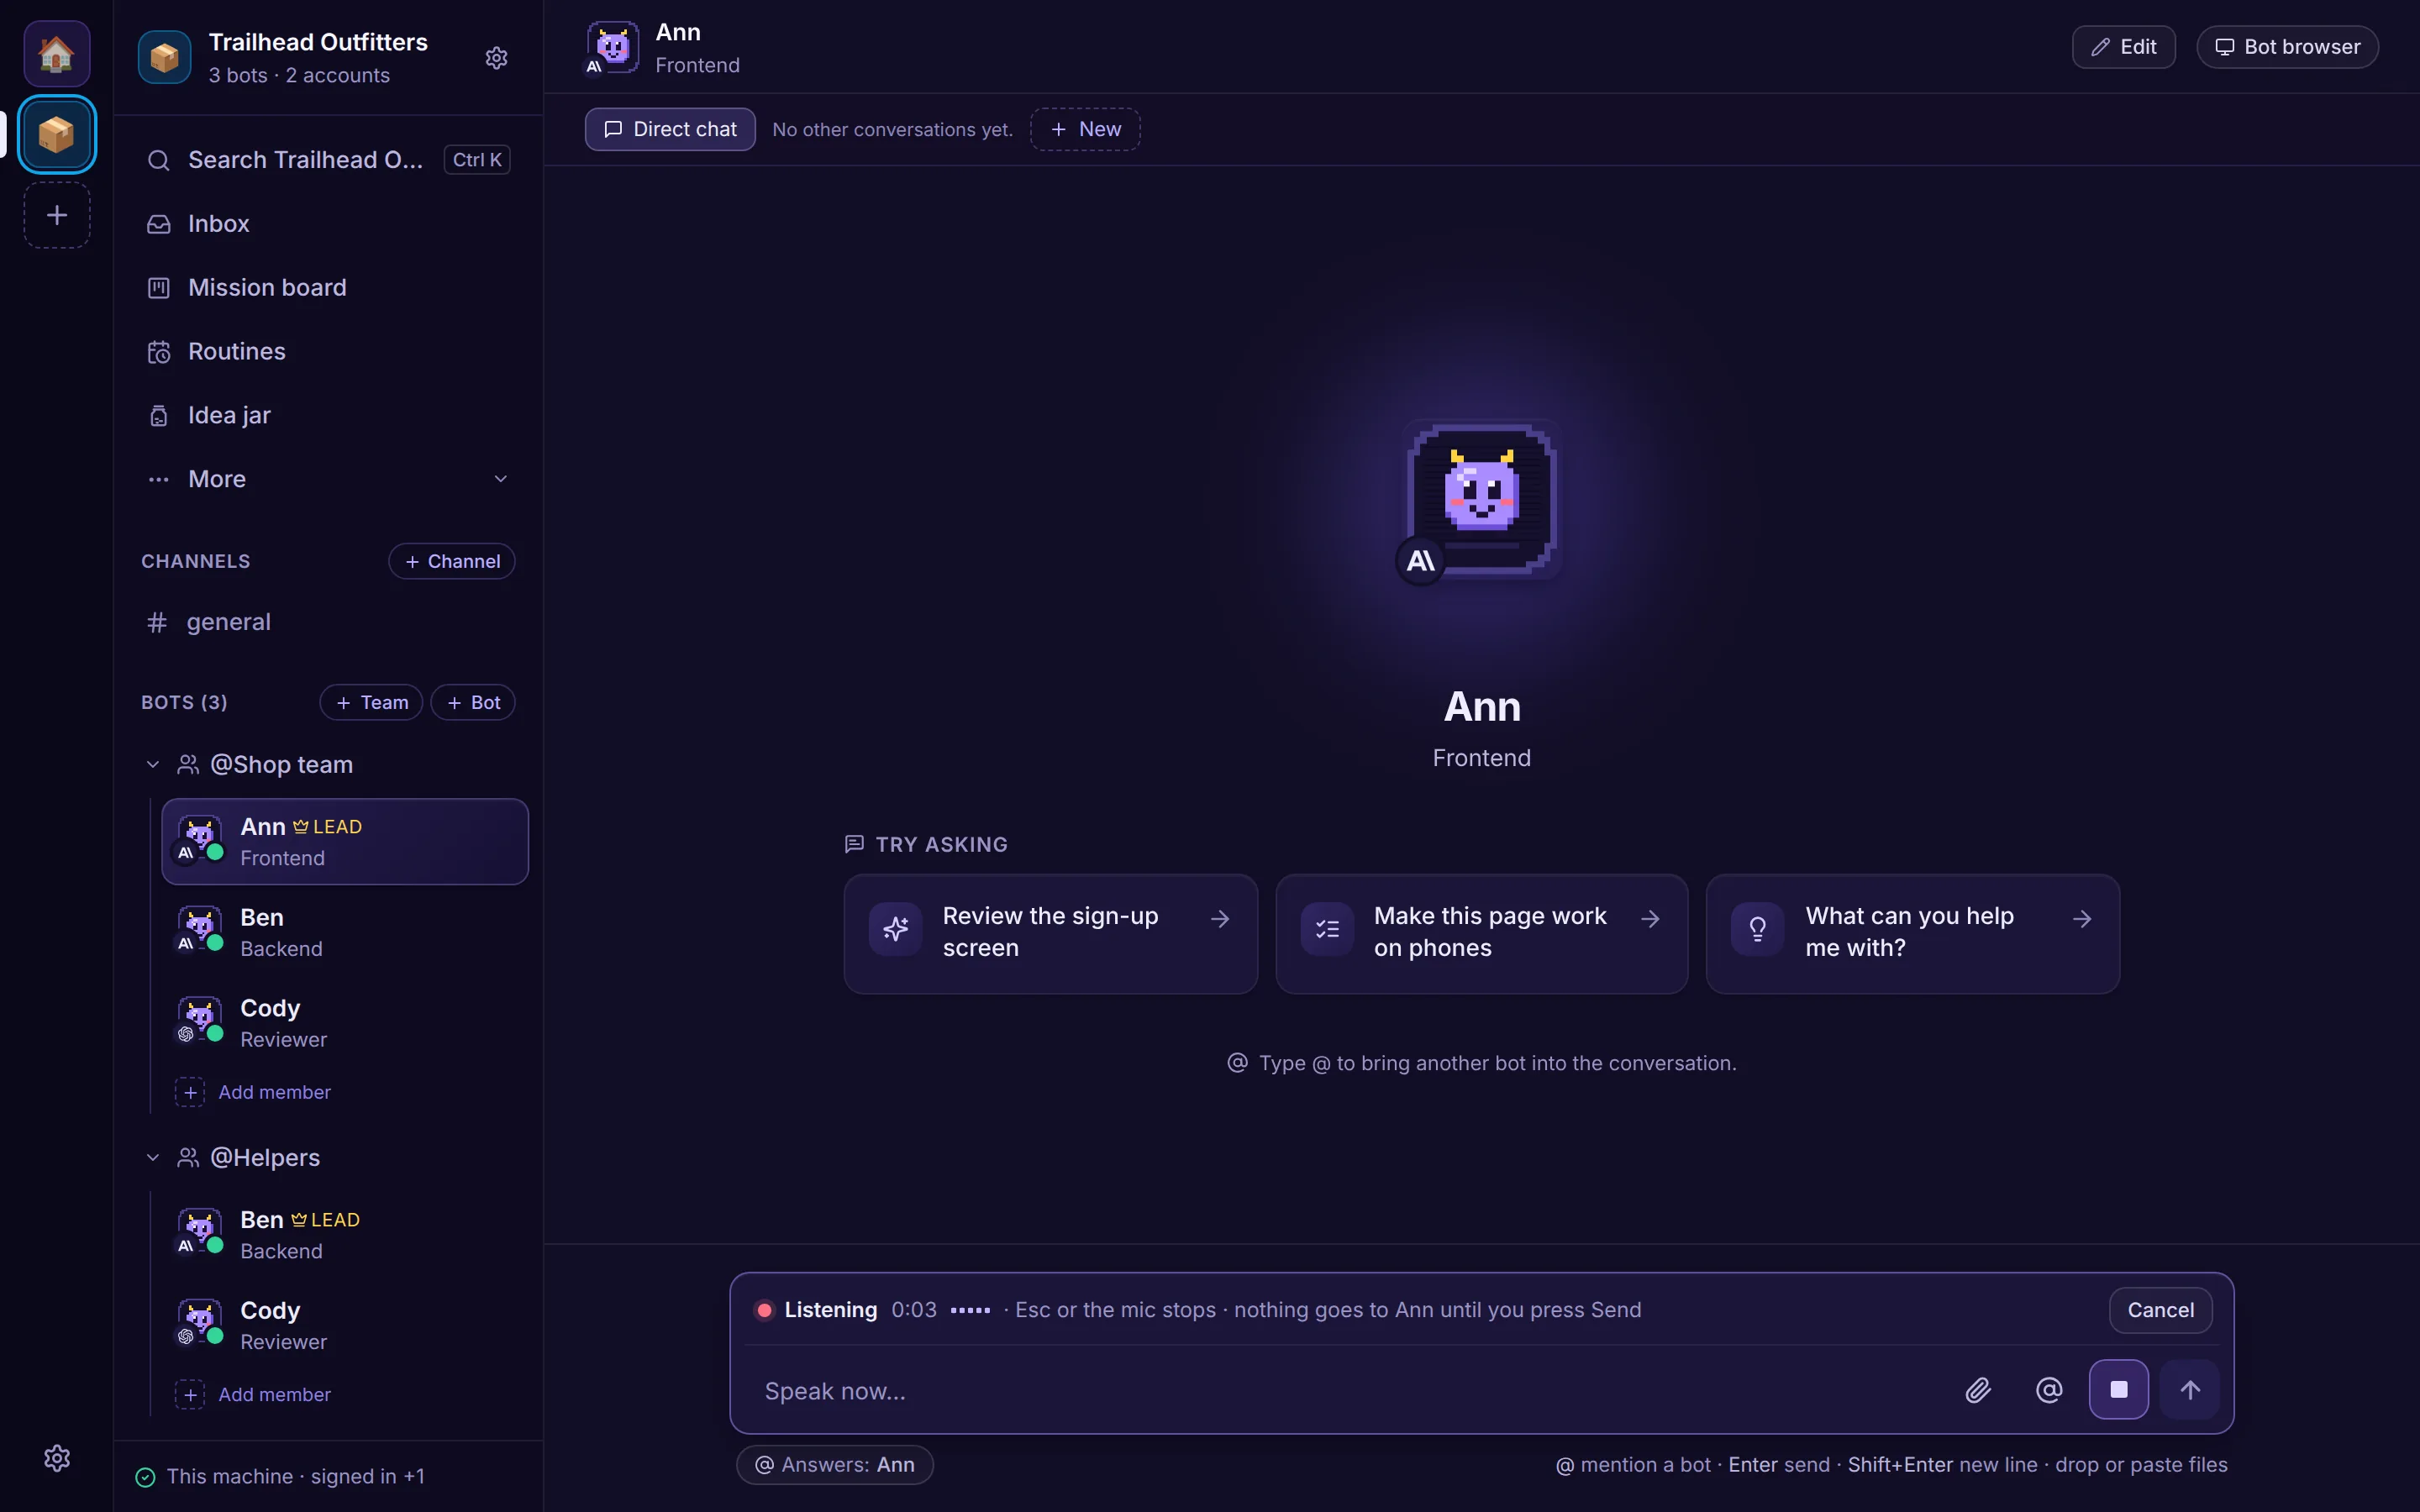 Trailhead Outfitters
3 bots · 2 accounts
Search Trailhead O... Ctrl K
Inbox
Mission board
Routines
Idea jar
More
CHANNELS
+ Channel
# general
BOTS (3)
+ Team
+ Bot
@Shop team
Ann LEAD
Frontend
Ben
Backend
Cody
Reviewer
+ Add member
@Helpers
Ben LEAD
Backend
Cody
Reviewer
+ Add member
This machine · signed in +1
Ann
Frontend
Edit
Bot browser
Direct chat
No other conversations yet.
+ New
Ann
Frontend
TRY ASKING
Review the sign-up
screen
Make this page work
on phones
What can you help
me with?
@ Type @ to bring another bot into the conversation.
Listening 0:03 · Esc or the mic stops · nothing goes to Ann until you press Send
Cancel
Speak now...
@ Answers: Ann
@ mention a bot · Enter send · Shift+Enter new line · drop or paste files